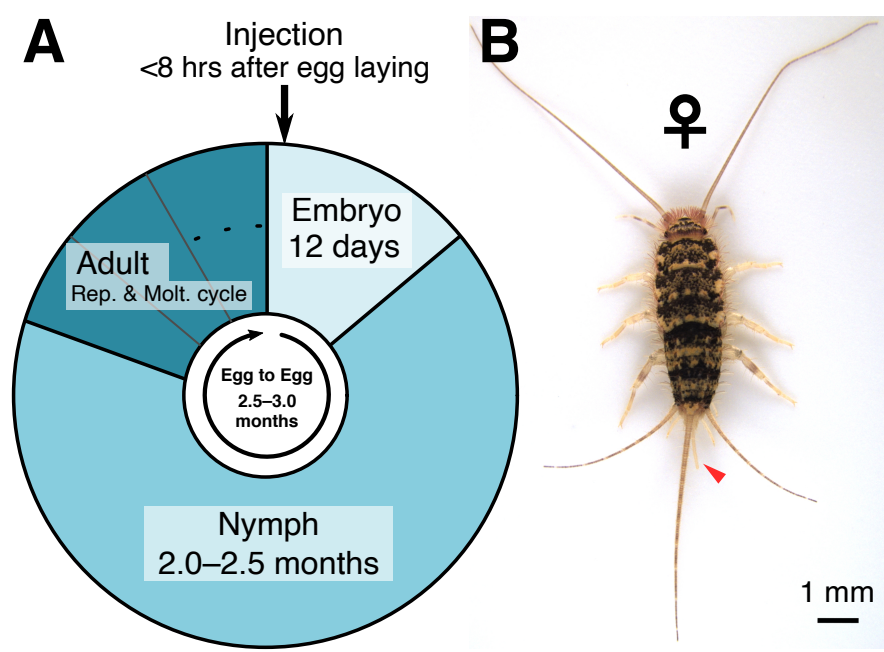 A
Injection
<8 hrs after egg laying
Embryo
12 days
Adult
Rep. & Molt. cycle
Egg to Egg
2.5–3.0
months
Nymph
2.0–2.5 months
B
♀
1 mm